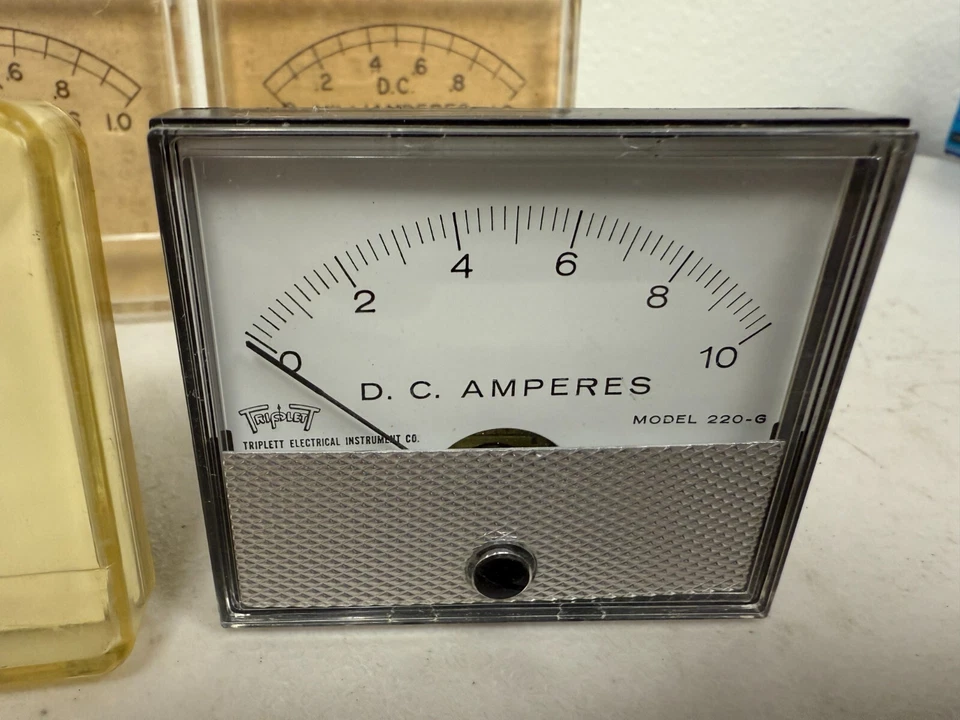 .6
.8
1.0
.2
.4
.6
.8
D.C.
0
2
4
6
8
10
D. C. AMPERES
TRIPLETT
MODEL 220-G
TRIPLETT ELECTRICAL INSTRUMENT CO.